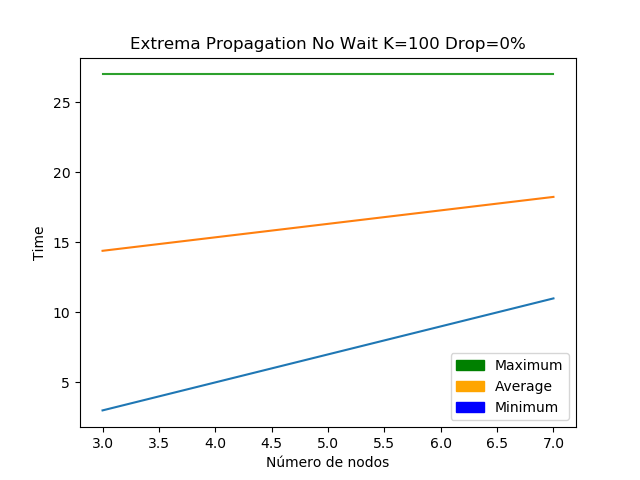 Extrema Propagation No Wait K=100 Drop=0%
Time
25
20
15
10
5
3.0 3.5 4.0 4.5 5.0 5.5 6.0 6.5 7.0
Número de nodos
Maximum
Average
Minimum